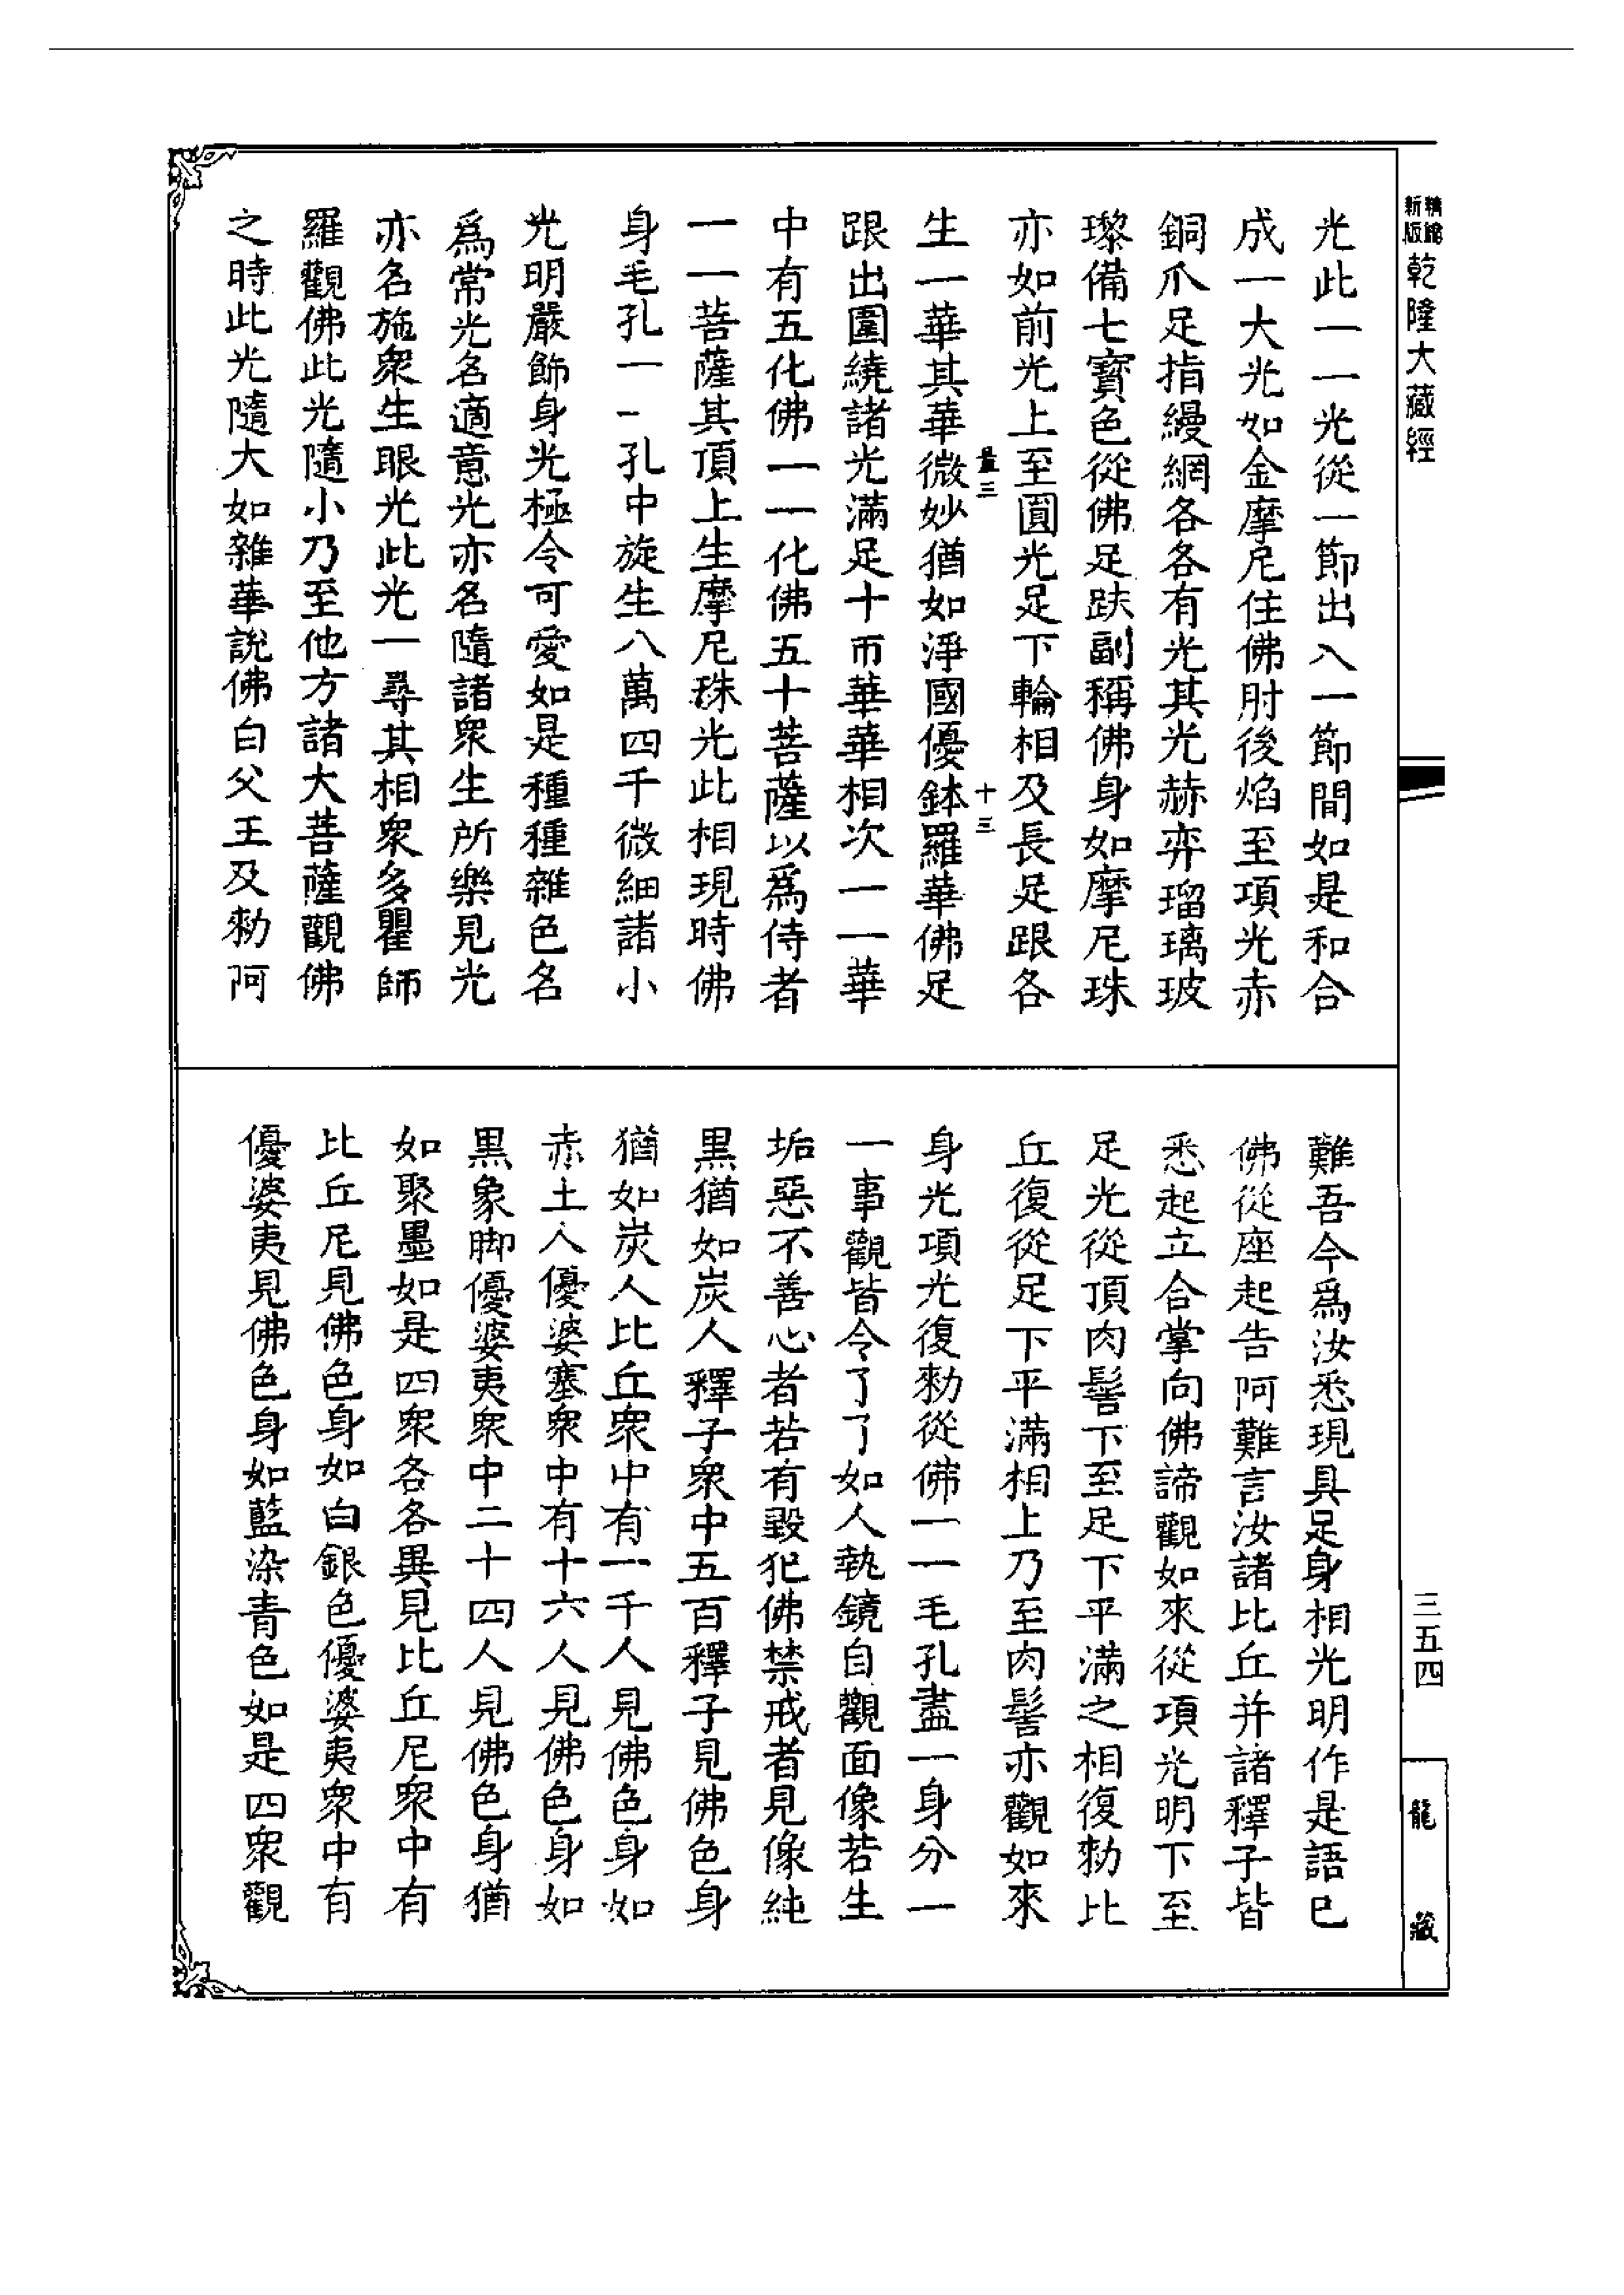 精繕新版
乾隆大藏經
三五四
龍藏
光此一一光從一節出入一節間如是和合
成一大光如金摩尼住佛肘後焰至項光赤
銅爪足指縵網各各有光其光赫弈瑠璃玻
瓈備七寶色從佛足趺副稱佛身如摩尼珠
亦如前光上至圓光足下輪相及長足跟各
量三
十三
生一華其華微妙猶如淨國優鉢羅華佛足
跟出圍繞諸光滿足十帀華華相次一一華
中有五化佛一一化佛五十菩薩以爲侍者
一一菩薩其頂上生摩尼珠光此相現時佛
身毛孔一一孔中旋生八萬四千微細諸小
光明嚴飾身光極令可愛如是種種雜色名
爲常光名適意光亦名隨諸衆生所樂見光
亦名施衆生眼光此光一尋其相衆多瞿師
羅觀佛此光隨小乃至他方諸大菩薩觀佛
之時此光隨大如雜華說佛白父王及勑阿
難吾今爲汝悉現具足身相光明作是語已
佛從座起告阿難言汝諸比丘并諸釋子皆
悉起立合掌向佛諦觀如來從項光明下至
足光從頂肉髻下至足下平滿之相復勑比
丘復從足下平滿相上乃至肉髻亦觀如來
身光項光復勑從佛一一毛孔盡一身分一
一事觀皆令了了如人執鏡自觀面像若生
垢惡不善心者若有毀犯佛禁戒者見像純
黑猶如炭人釋子衆中五百釋子見佛色身
猶如炭人比丘衆中有一千人見佛色身如
赤土人優婆塞衆中有十六人見佛色身如
黑象脚優婆夷衆中二十四人見佛色身猶
如聚墨如是四衆各各異見比丘尼衆中有
比丘尼見佛色身如白銀色優婆夷衆中有
優婆夷見佛色身如藍染青色如是四衆觀